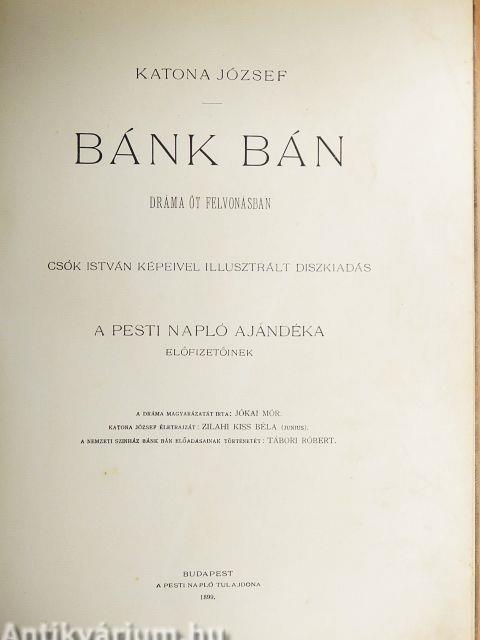 KATONA JÓZSEF
BÁNK BÁN
DRÁMA ÖT FELVONÁSBAN
CSÓK ISTVÁN KÉPEIVEL ILLUSZTRÁLT DISZKIADÁS
A PESTI NAPLÓ AJÁNDÉKA
ELŐFIZETŐINEK
A DRÁMA MAGYARÁZATÁT IRTA: JÓKAI MÓR.
KATONA JÓZSEF ÉLETRAJZÁT: ZILAHI KISS BÉLA (JUNIUS).
A NEMZETI SZINHÁZ BÁNK BÁN ELŐADÁSAINAK TÖRTÉNETÉT: TÁBORI RÓBERT.
BUDAPEST
A PESTI NAPLÓ TULAJDONA
1899.
Antikvárium.hu